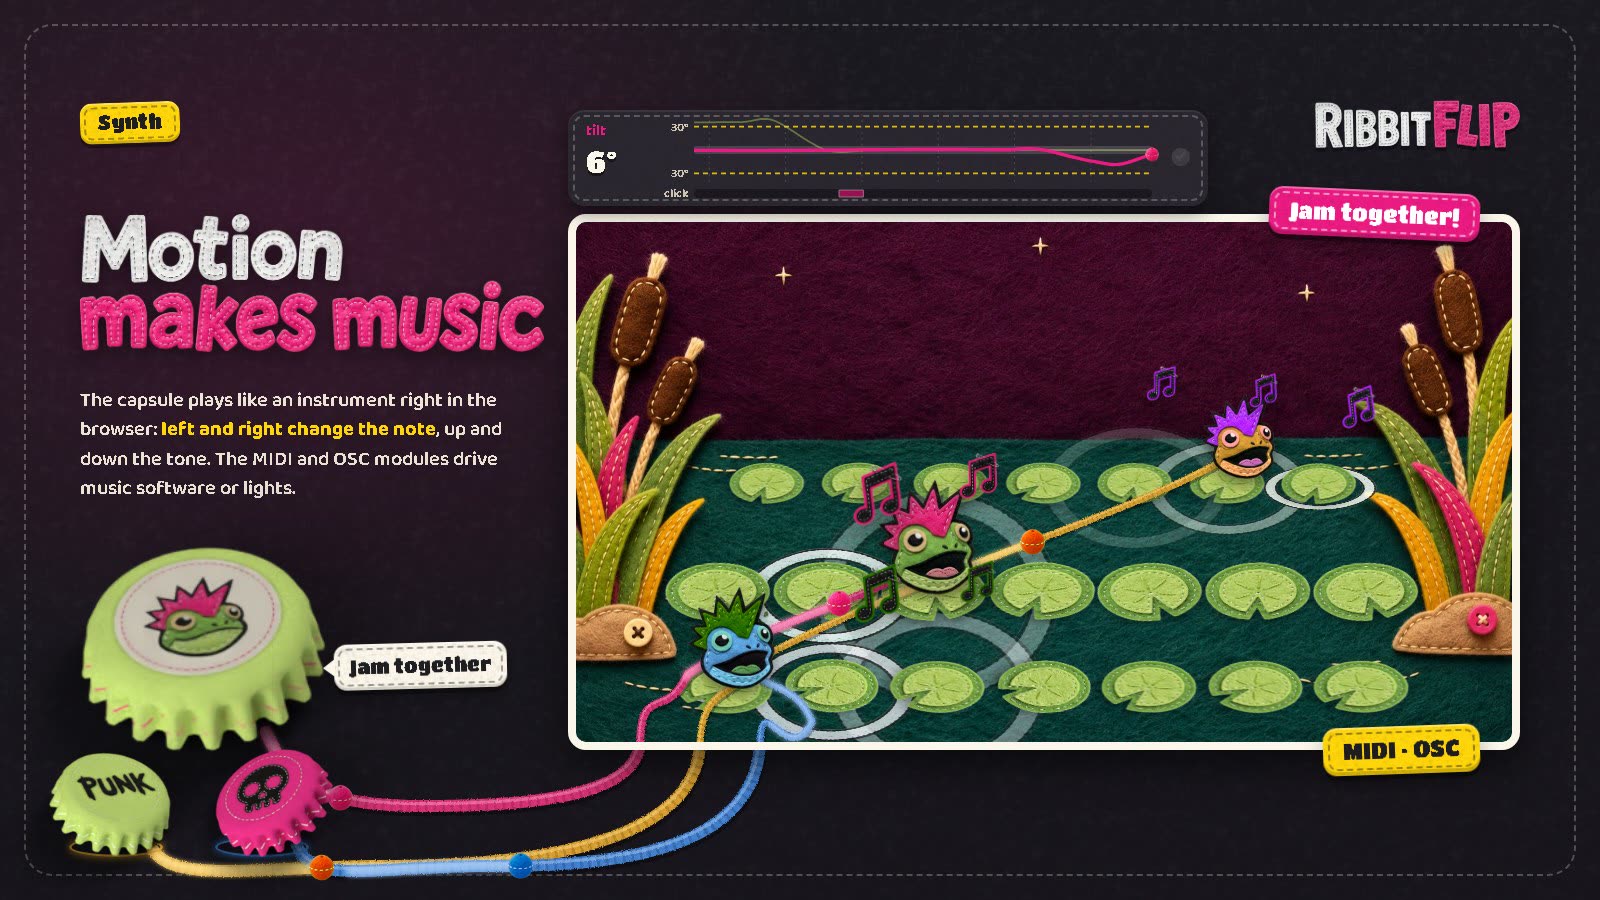 Synth
tilt
6°
30°
30°
click
RIBBITFLIP
Jam together!
Motion
makes music
The capsule plays like an instrument right in the
browser: left and right change the note, up and
down the tone. The MIDI and OSC modules drive
music software or lights.
Jam together
PUNK
MIDI · OSC